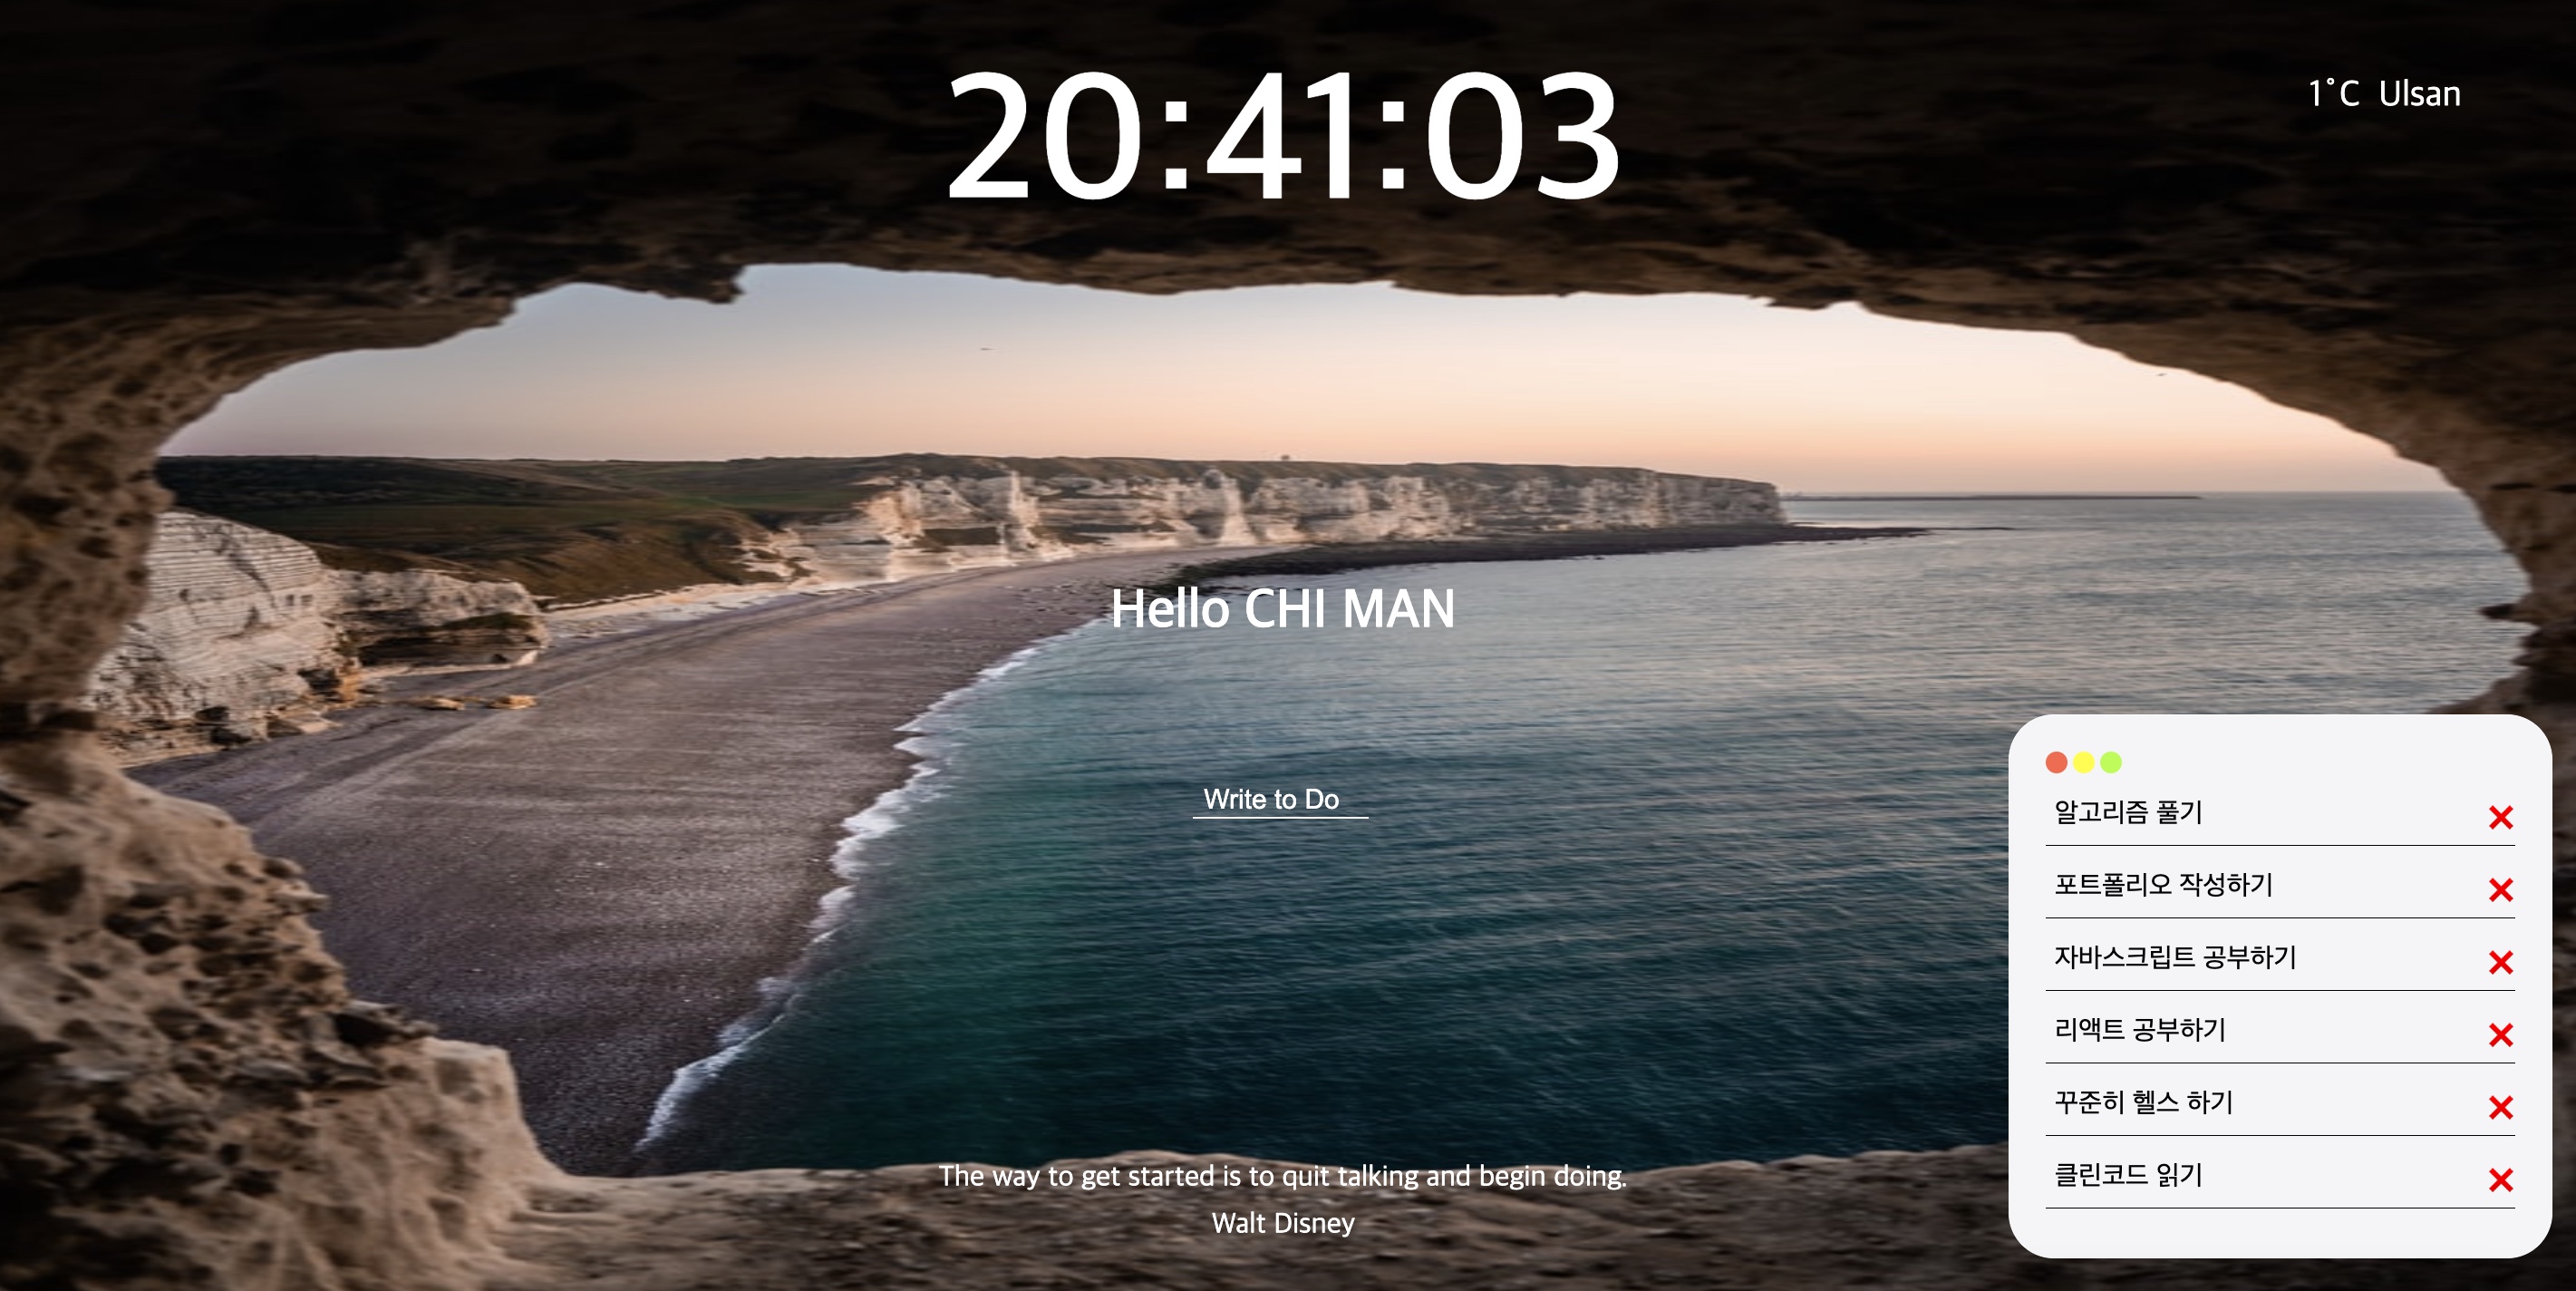 20:41:03
1°C Ulsan
Hello CHI MAN
Write to Do
알고리즘 풀기
포트폴리오 작성하기
자바스크립트 공부하기
리액트 공부하기
꾸준히 헬스 하기
클린코드 읽기
The way to get started is to quit talking and begin doing.
Walt Disney